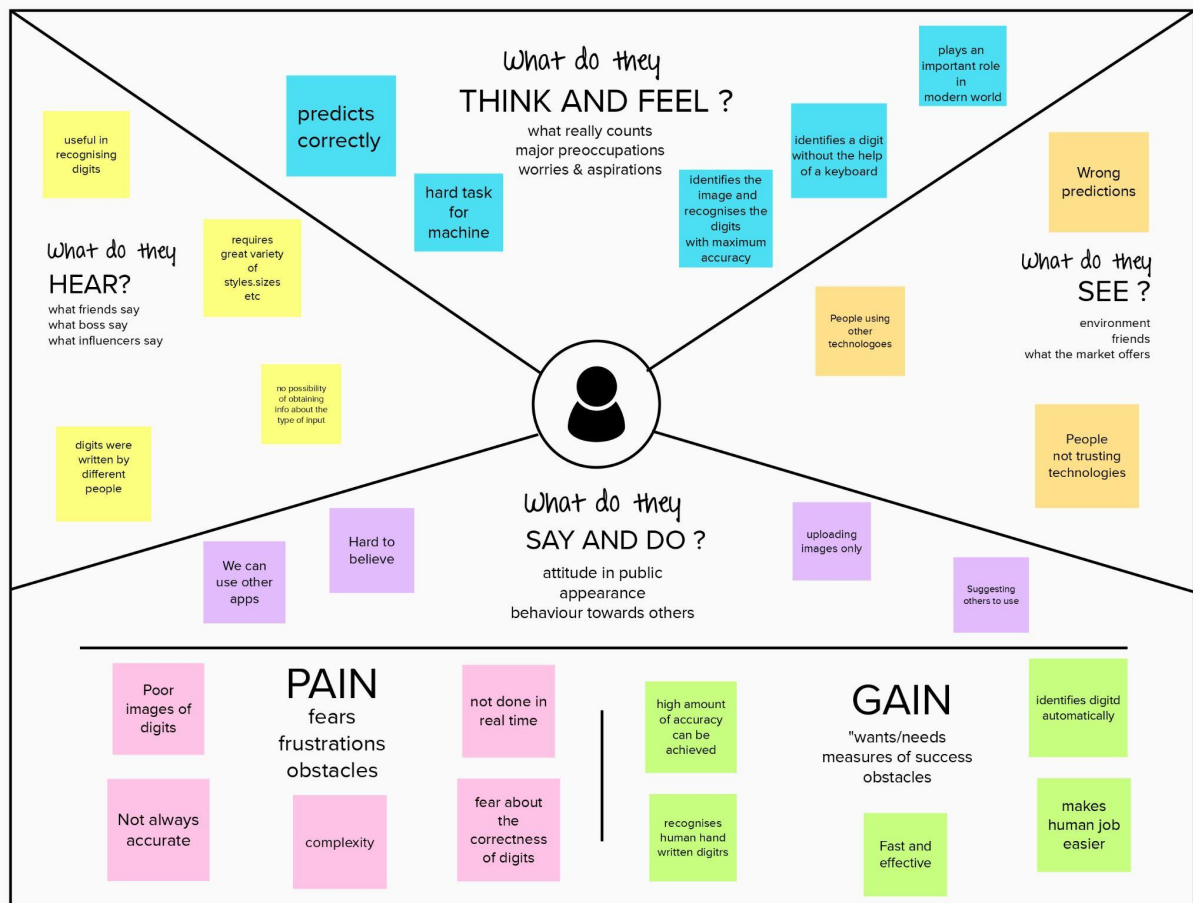 What do they
THINK AND FEEL ?
what really counts
major preoccupations
worries & aspirations
predicts
correctly
hard task
for
machine
identifies the
image and
recognises the
digits
with maximum
accuracy
identifies a digit
without the help
of a keyboard
plays an
important role
in
modern world
useful in
recognising
digits
What do they
HEAR?
what friends say
what boss say
what influencers say
requires
great variety
of
styles.sizes
etc
no possibility
of obtaining
info about the
type of input
digits were
written by
different
people
Wrong
predictions
What do they
SEE ?
environment
friends
what the market offers
People using
other
technologoes
People
not trusting
technologies
What do they
SAY AND DO ?
attitude in public
appearance
behaviour towards others
We can
use other
apps
Hard to
believe
uploading
images only
Suggesting
others to use
PAIN
fears
frustrations
obstacles
Poor
images of
digits
not done in
real time
Not always
accurate
complexity
fear about
the
correctness
of digits
GAIN
"wants/needs
measures of success
obstacles
high amount
of accuracy
can be
achieved
identifies digitd
automatically
recognises
human hand
written digitrs
Fast and
effective
makes
human job
easier